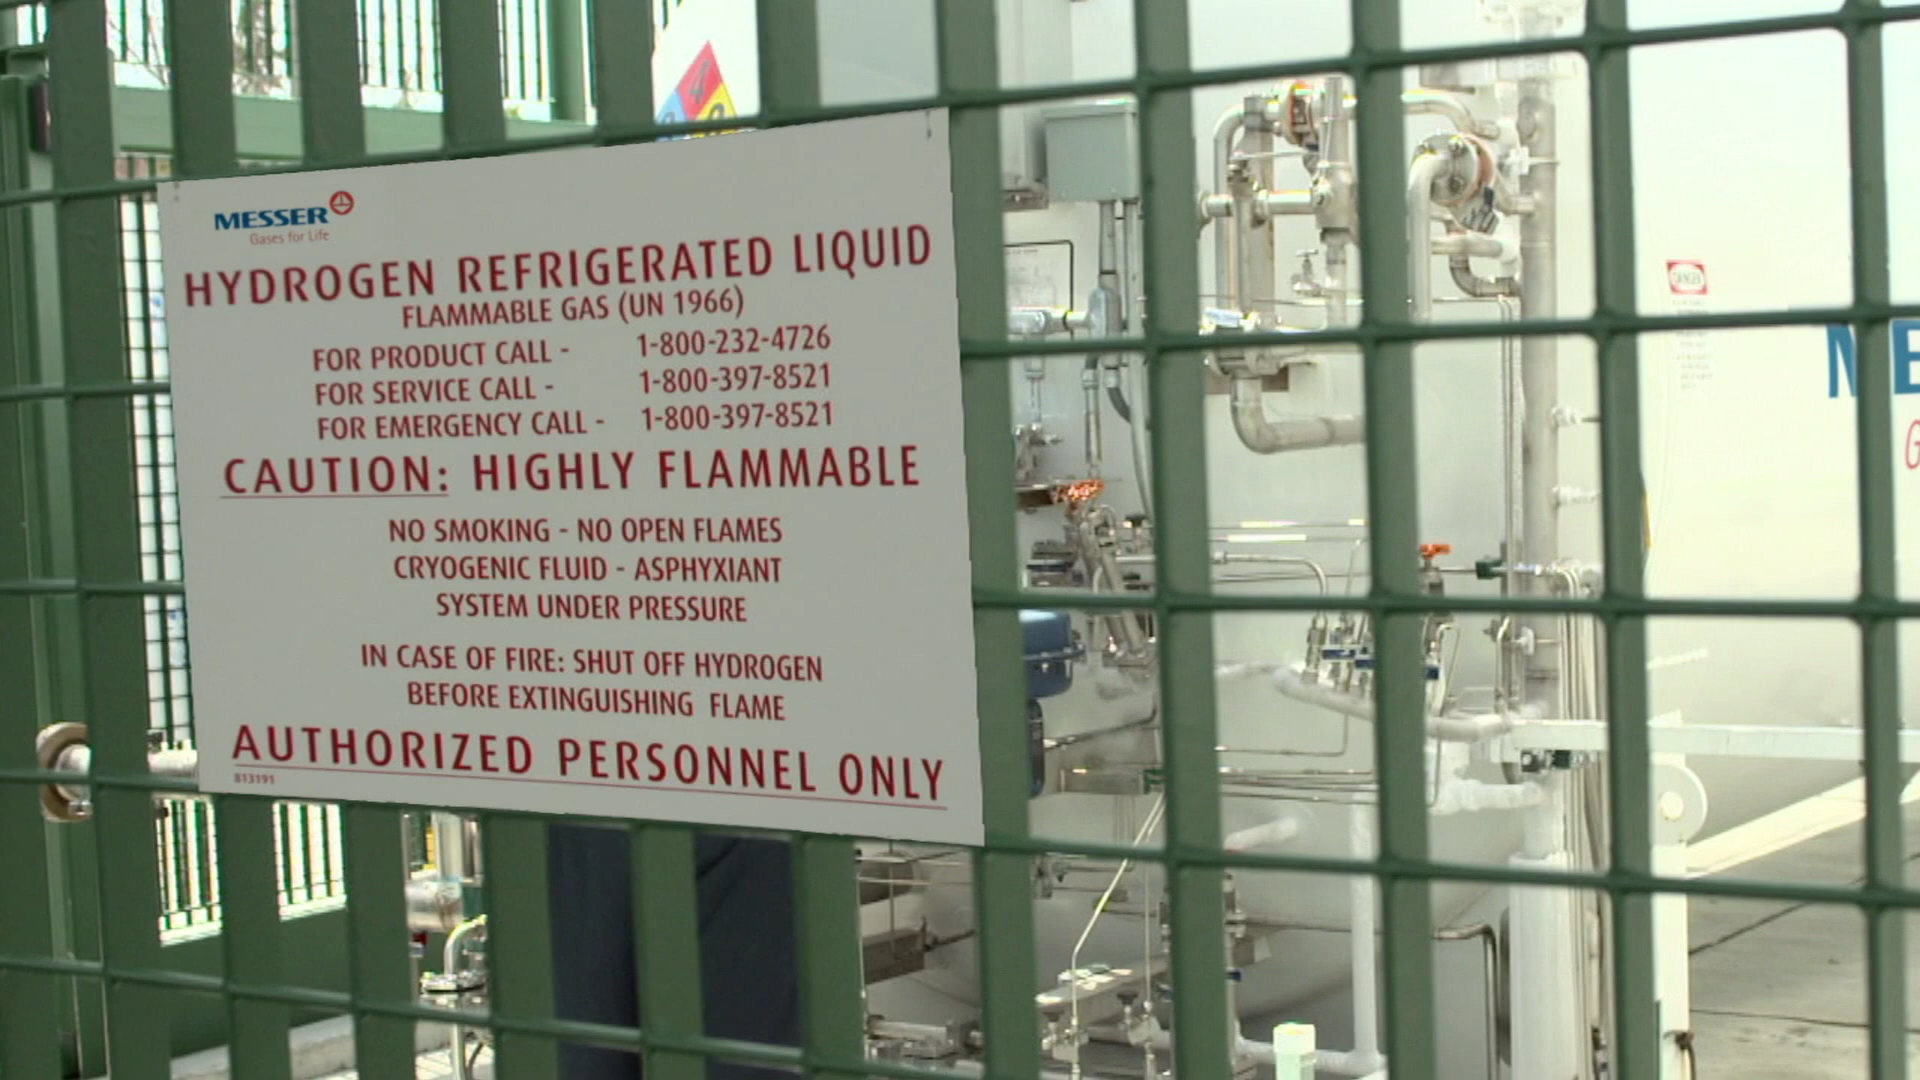 MESSER
Gases for Life
HYDROGEN REFRIGERATED LIQUID
FLAMMABLE GAS (UN 1966)
FOR PRODUCT CALL - 1-800-232-4726
FOR SERVICE CALL - 1-800-397-8521
FOR EMERGENCY CALL - 1-800-397-8521
CAUTION: HIGHLY FLAMMABLE
NO SMOKING - NO OPEN FLAMES
CRYOGENIC FLUID - ASPHYXIANT
SYSTEM UNDER PRESSURE
IN CASE OF FIRE: SHUT OFF HYDROGEN
BEFORE EXTINGUISHING FLAME
AUTHORIZED PERSONNEL ONLY
813191
4
DANGER